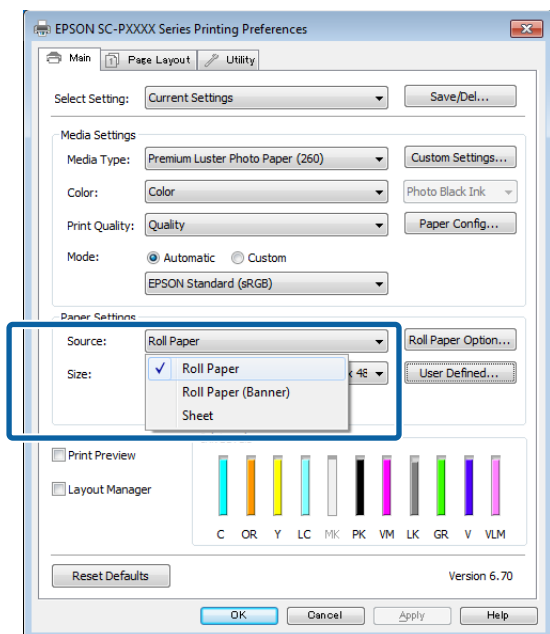 EPSON SC-PXXXX Series Printing Preferences
Main Page Layout Utility
Select Setting: Current Settings Save/Del...
Media Settings
Media Type: Premium Luster Photo Paper (260) Custom Settings...
Color: Color Photo Black Ink
Print Quality: Quality Paper Config...
Mode: Automatic Custom
EPSON Standard (sRGB)
Paper Settings
Source: Roll Paper Roll Paper Option...
Roll Paper
Size: x 48 User Defined...
Roll Paper (Banner)
Sheet
Print Preview
Layout Manager
C OR Y LC MK PK VM LK GR V VLM
Reset Defaults Version 6.70
OK Cancel Apply Help